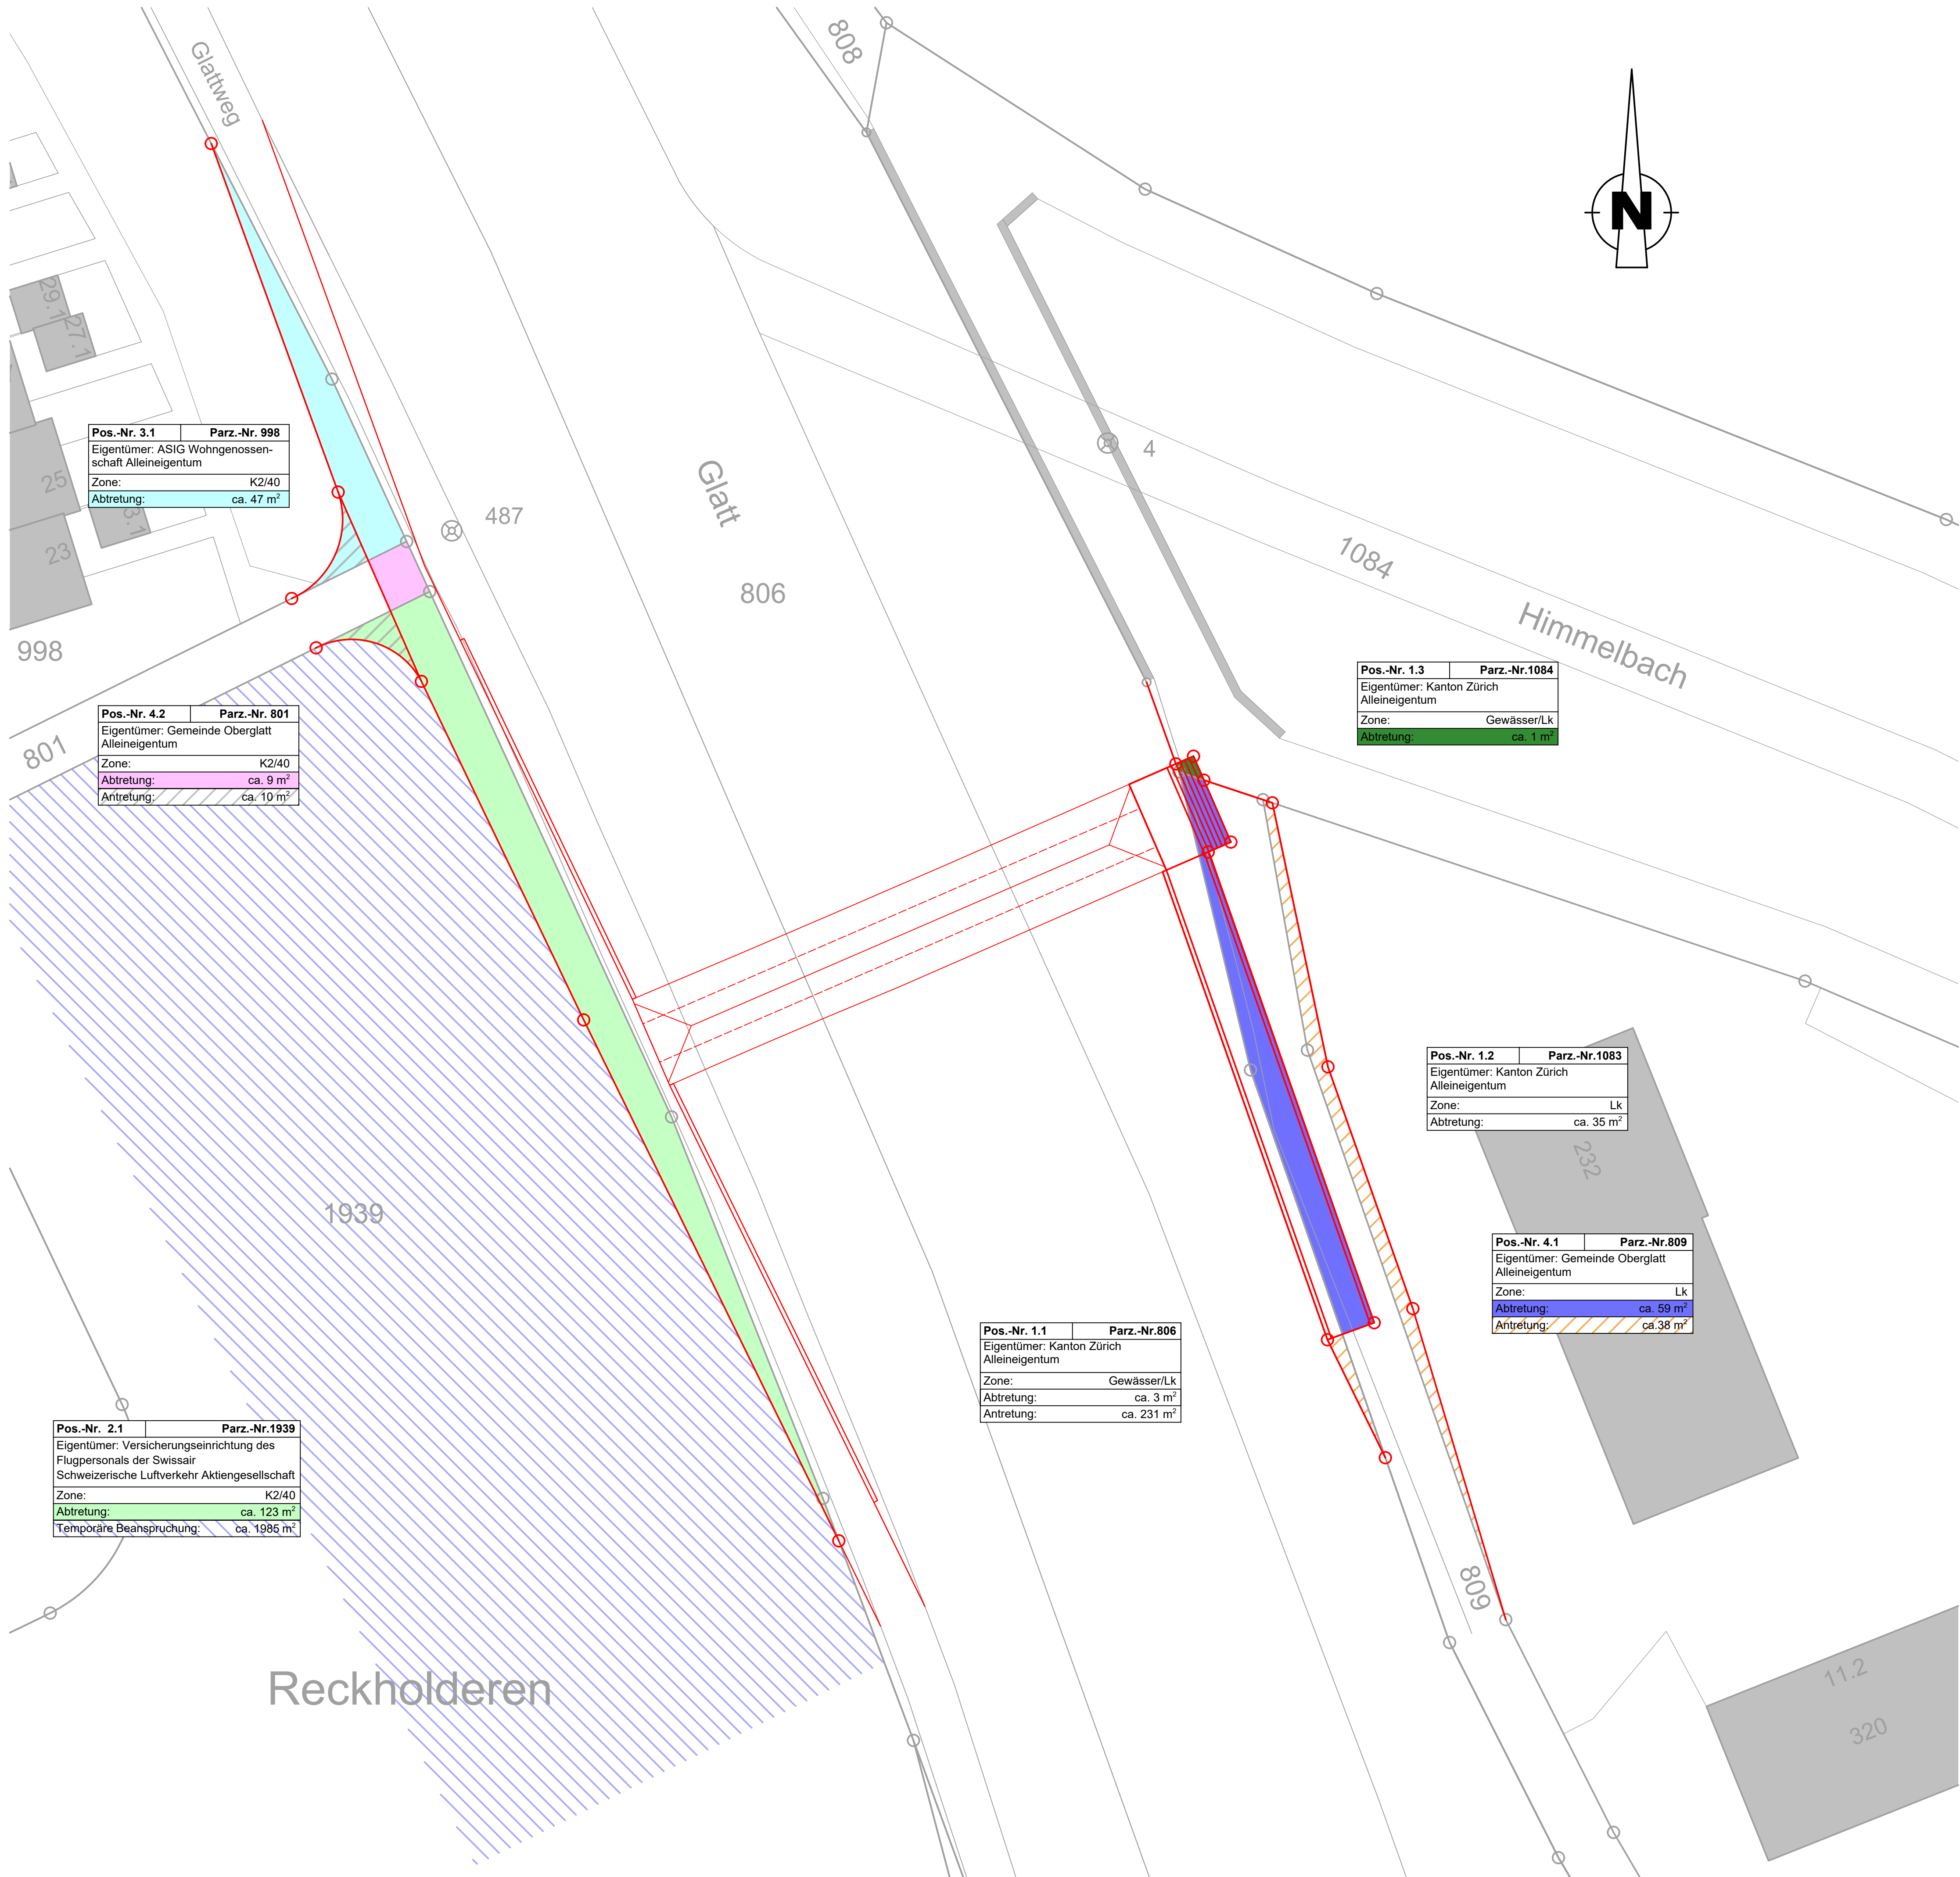 Glattweg
808
N
29.1
27.1
Pos.-Nr. 3.1 Parz.-Nr. 998
Eigentümer: ASIG Wohngenossen-
schaft Alleineigentum
Zone: K2/40
Abtretung: ca. 47 m²
25
3.1
23
487
Glatt
4
806
1084
Himmelbach
998
801
Pos.-Nr. 4.2 Parz.-Nr. 801
Eigentümer: Gemeinde Oberglatt
Alleineigentum
Zone: K2/40
Abtretung: ca. 9 m²
Antretung: ca. 10 m²
Pos.-Nr. 1.3 Parz.-Nr.1084
Eigentümer: Kanton Zürich
Alleineigentum
Zone: Gewässer/Lk
Abtretung: ca. 1 m²
Pos.-Nr. 1.2 Parz.-Nr.1083
Eigentümer: Kanton Zürich
Alleineigentum
Zone: Lk
Abtretung: ca. 35 m²
232
1939
Pos.-Nr. 4.1 Parz.-Nr.809
Eigentümer: Gemeinde Oberglatt
Alleineigentum
Zone: Lk
Abtretung: ca. 59 m²
Antretung: ca.38 m²
Pos.-Nr. 1.1 Parz.-Nr.806
Eigentümer: Kanton Zürich
Alleineigentum
Zone: Gewässer/Lk
Abtretung: ca. 3 m²
Antretung: ca. 231 m²
Pos.-Nr. 2.1 Parz.-Nr.1939
Eigentümer: Versicherungseinrichtung des
Flugpersonals der Swissair
Schweizerische Luftverkehr Aktiengesellschaft
Zone: K2/40
Abtretung: ca. 123 m²
Temporäre Beanspruchung: ca. 1985 m²
809
Reckholderen
11.2
320